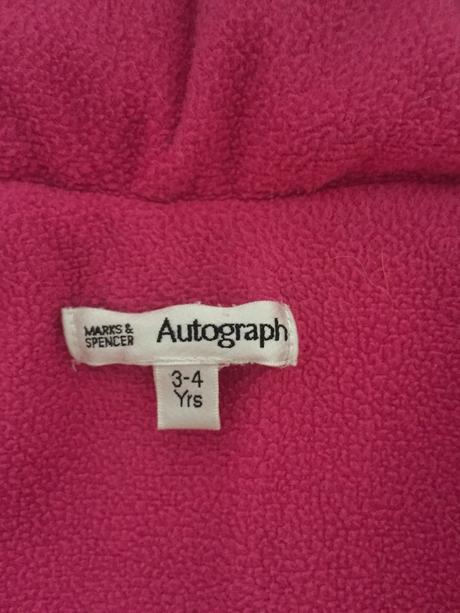 MARKS &
SPENCER
Autograph
3-4
Yrs